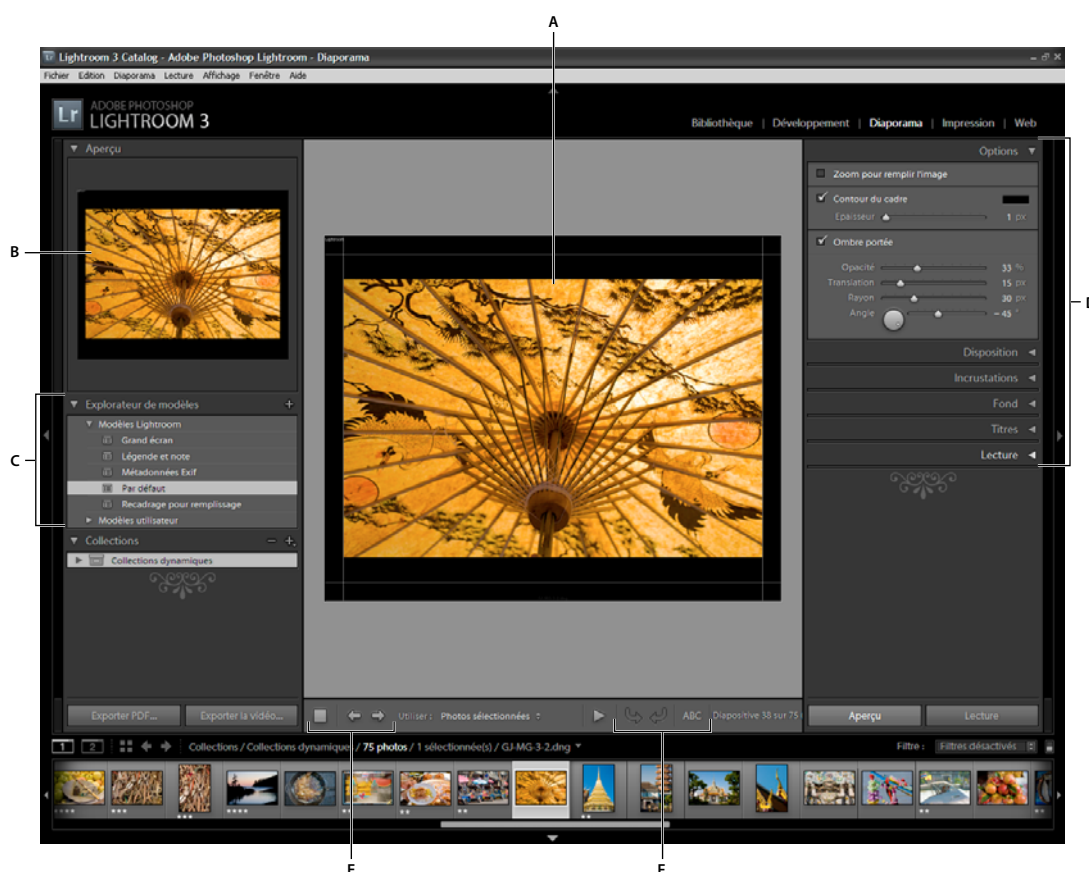 A
Lightroom 3 Catalog - Adobe Photoshop Lightroom - Diaporama
Fichier Edition Diaporama Lecture Affichage Fenêtre Aide
Lr
ADOBE PHOTOSHOP
LIGHTROOM 3
Bibliothèque | Développement | Diaporama | Impression | Web
Aperçu
Options
Zoom pour remplir l'image
Contour du cadre
Epaisseur 1 px
B
Ombre portée
Opacité 33 %
Translation 15 px
Rayon 30 px
Angle - 45 °
Disposition
Incrustations
Fond
Titres
Lecture
C
Explorateur de modèles +
Modèles Lightroom
Grand écran
Légende et note
Métadonnées Exif
Par défaut
Recadrage pour remplissage
Modèles utilisateur
Collections - +
Collections dynamiques
Exporter PDF... Exporter la vidéo...
Utiliser : Photos sélectionnées
ABC
Diapositive 38 sur 75
Aperçu Lecture
1 2 Collections / Collections dynamiques / 75 photos / 1 sélectionnée(s) / GJ-MG-3-2.dng
Filtre : Filtres désactivés